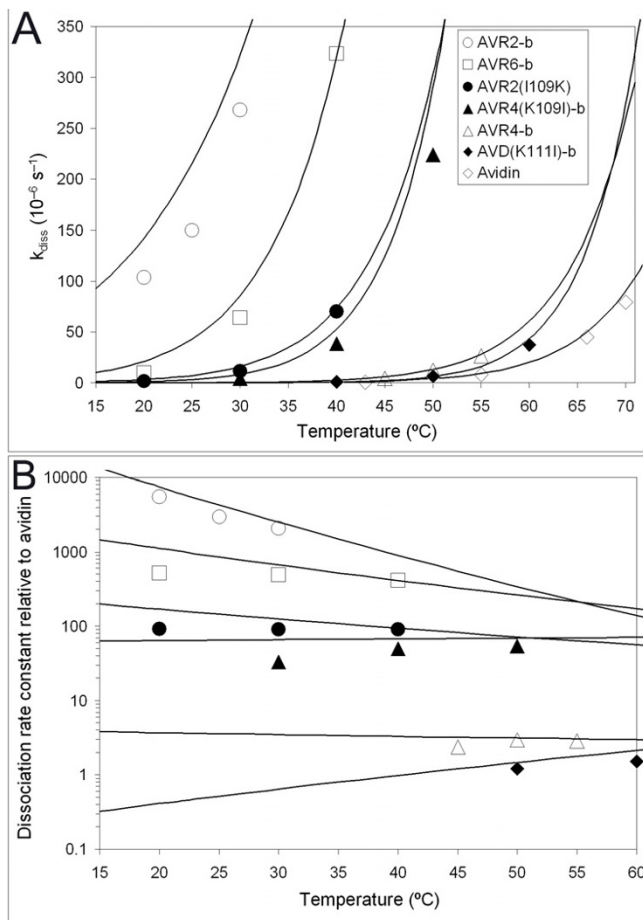 A
350
300
250
200
150
100
50
0
k_diss (10⁻⁶ s⁻¹)
AVR2-b
AVR6-b
AVR2(I109K)
AVR4(K109I)-b
AVR4-b
AVD(K111I)-b
Avidin
15 20 25 30 35 40 45 50 55 60 65 70
Temperature (ºC)
B
10000
1000
100
10
1
0.1
Dissociation rate constant relative to avidin
15 20 25 30 35 40 45 50 55 60
Temperature (ºC)